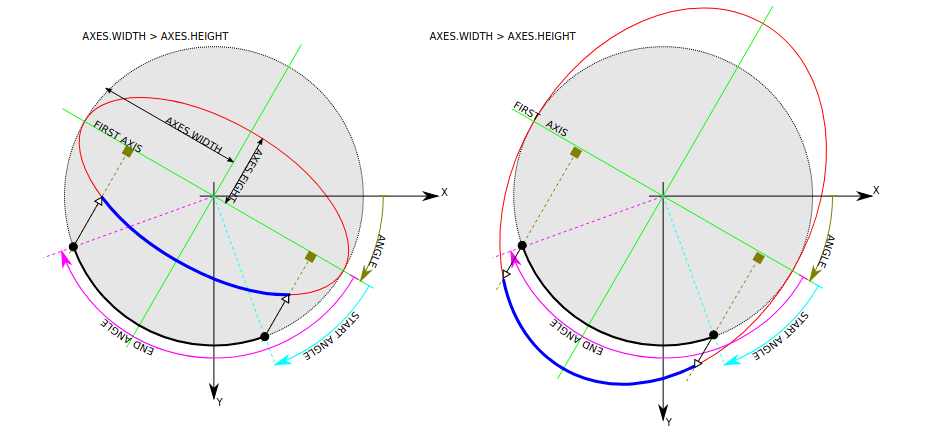 AXES.WIDTH > AXES.HEIGHT
FIRST AXIS
AXES.WIDTH
AXES.EIGHT
X
ANGLE
START ANGLE
END ANGLE
Y
AXES.WIDTH > AXES.HEIGHT
FIRST AXIS
X
ANGLE
START ANGLE
END ANGLE
Y